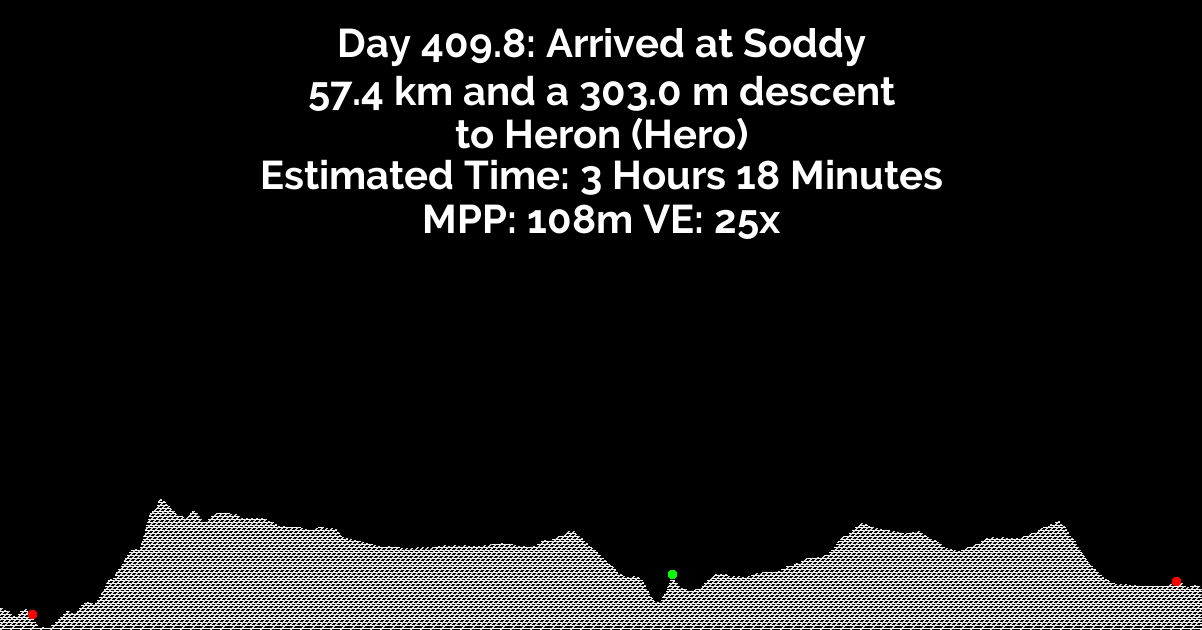 Day 409.8: Arrived at Soddy
57.4 km and a 303.0 m descent
to Heron (Hero)
Estimated Time: 3 Hours 18 Minutes
MPP: 108m VE: 25x